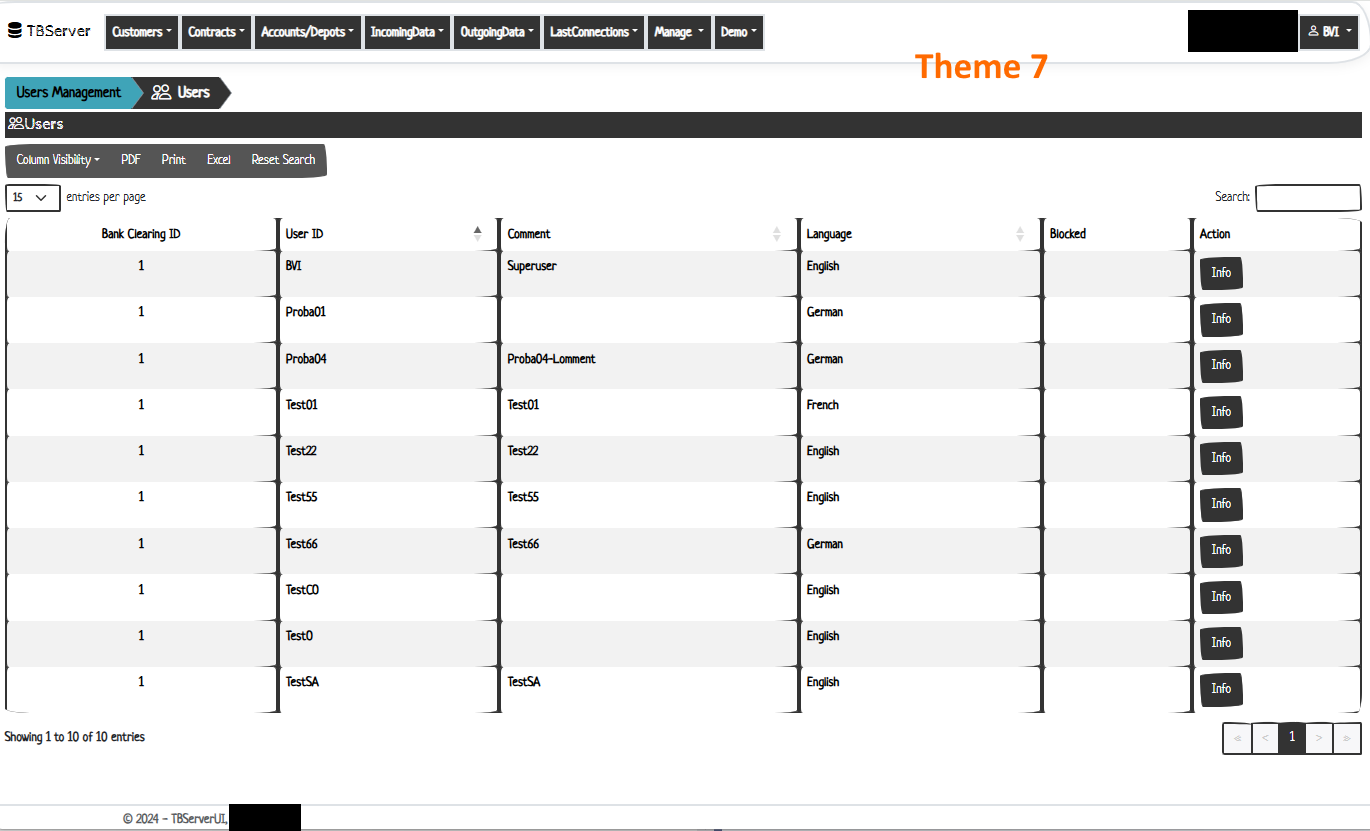 TBServer Customers Contracts Accounts/Depots IncomingData OutgoingData LastConnections Manage Demo BVI
Theme 7
Users Management Users
Users
Column Visibility PDF Print Excel Reset Search
15 entries per page Search:
Bank Clearing ID User ID Comment Language Blocked Action
1 BVI Superuser English Info
1 Proba01 German Info
1 Proba04 Proba04-Lomment German Info
1 Test01 Test01 French Info
1 Test22 Test22 English Info
1 Test55 Test55 English Info
1 Test66 Test66 German Info
1 TestCO English Info
1 TestO English Info
1 TestSA TestSA English Info
Showing 1 to 10 of 10 entries « < 1 > »
© 2024 - TBServerUI,